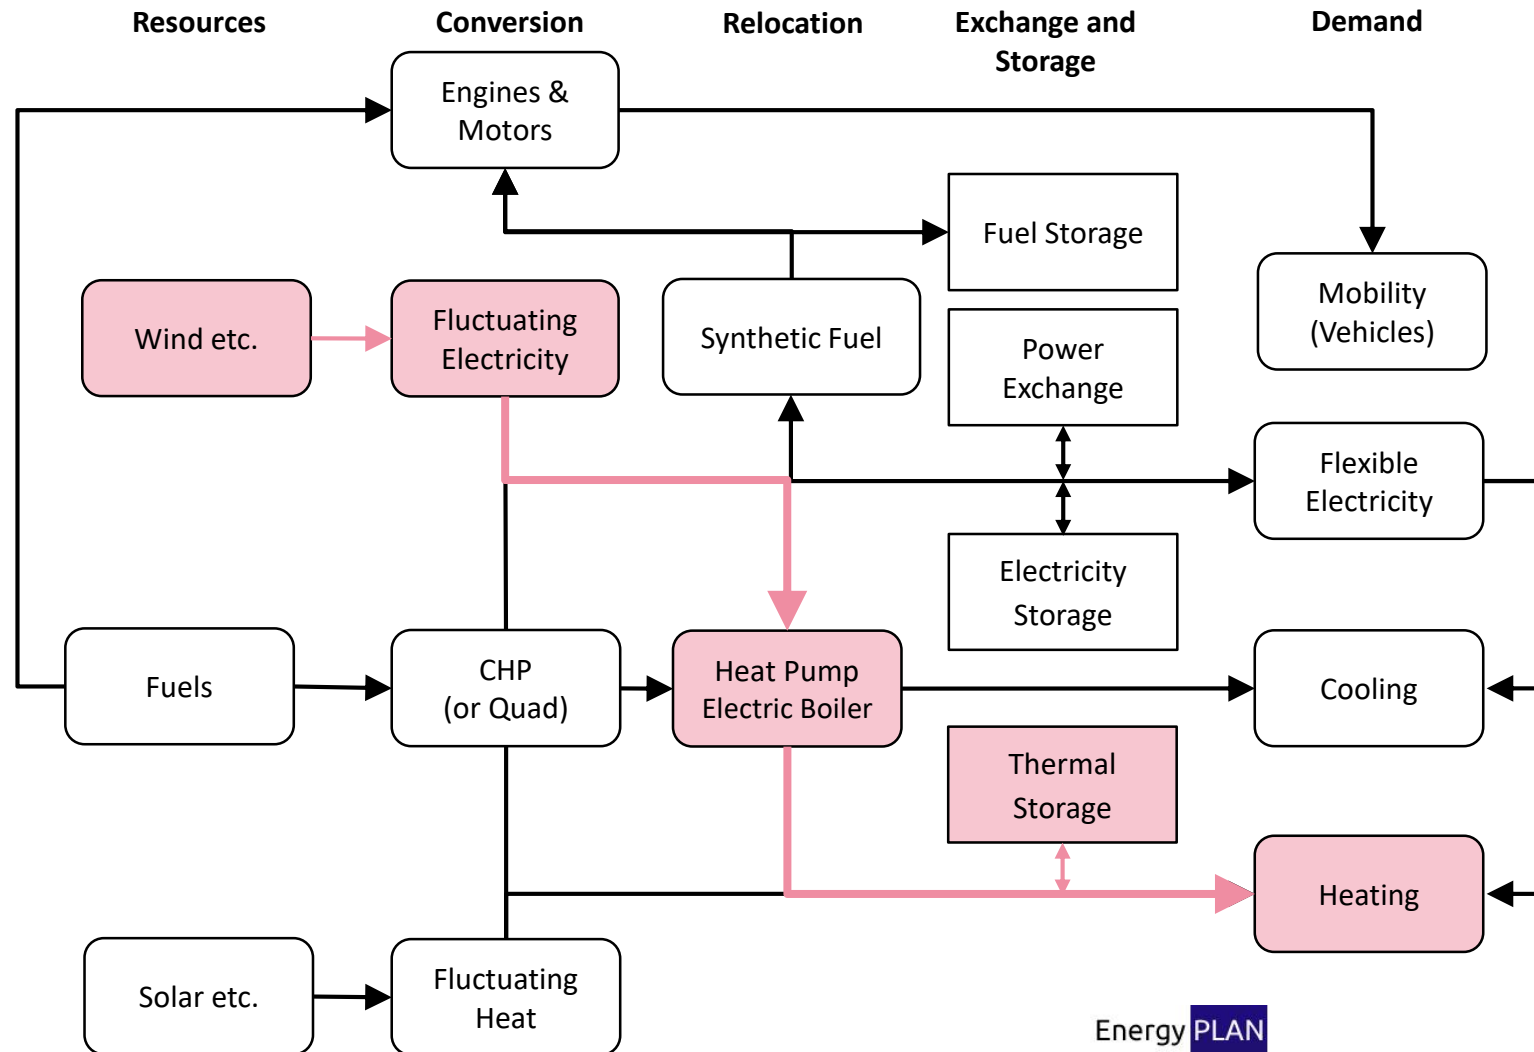 Resources
Conversion
Relocation
Exchange and
Storage
Demand
Engines &
Motors
Fuel Storage
Wind etc.
Fluctuating
Electricity
Synthetic Fuel
Power
Exchange
Mobility
(Vehicles)
Flexible
Electricity
Electricity
Storage
Fuels
CHP
(or Quad)
Heat Pump
Electric Boiler
Cooling
Thermal
Storage
Heating
Solar etc.
Fluctuating
Heat
Energy PLAN